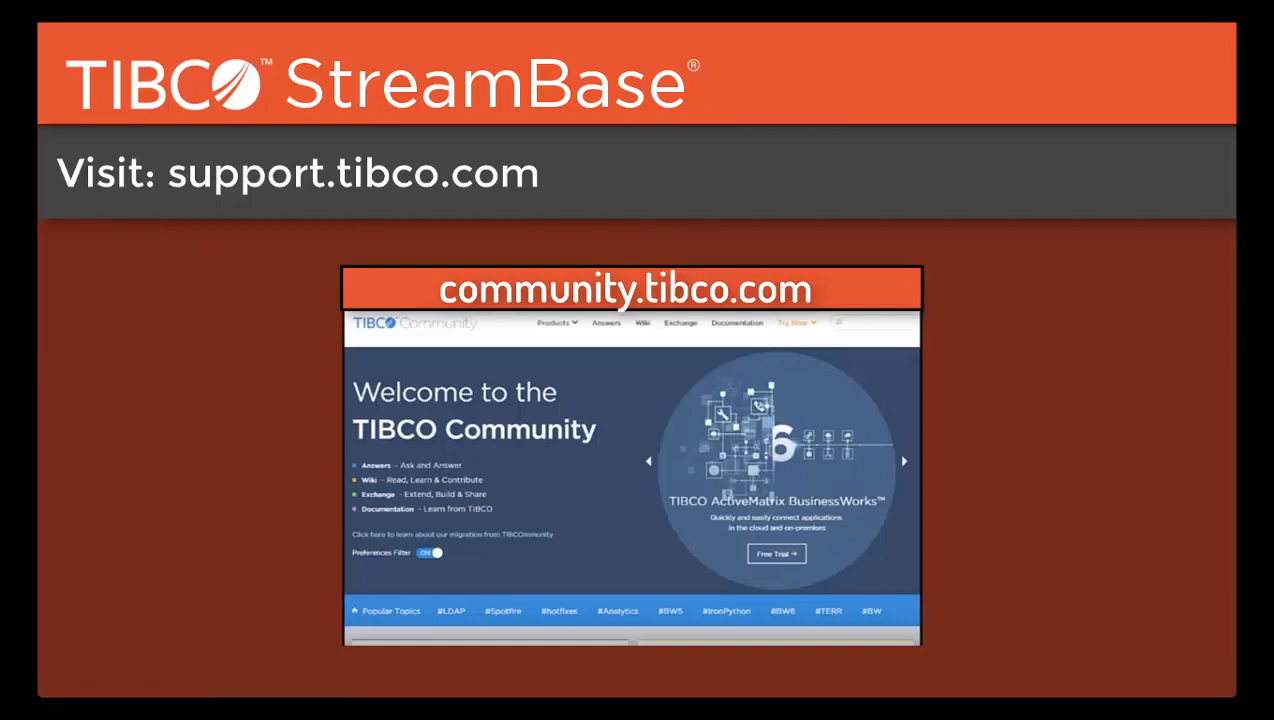 TIBCO™ StreamBase®
Visit: support.tibco.com
community.tibco.com
TIBCO Community
Products Answers Wiki Exchange Documentation Try Now
Welcome to the
TIBCO Community
Answers - Ask and Answer
Wiki - Read, Learn & Contribute
Exchange - Extend, Build & Share
Documentation - Learn from TIBCO
Click here to learn about our migration from TIBCOmmunity
Preferences Filter ON
6
TIBCO ActiveMatrix BusinessWorks™
Quickly and easily connect applications
in the cloud and on-premises
Free Trial →
Popular Topics #LDAP #Spotfire #hotfixes #Analytics #BW5 #IronPython #BW6 #TERR #BW